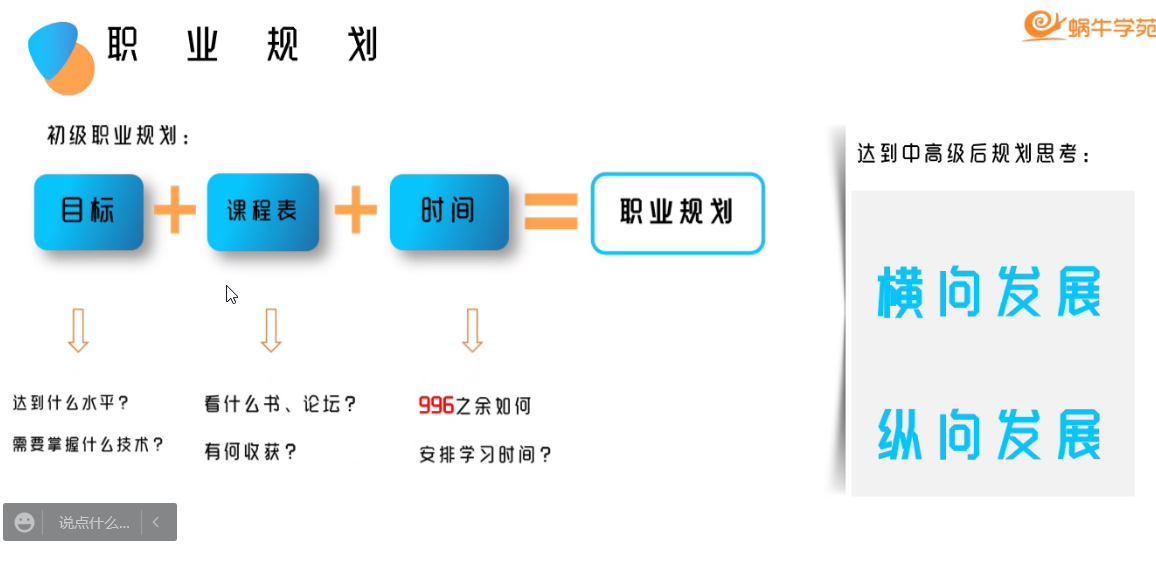 职业规划
蜗牛学苑
初级职业规划：
目标 + 课程表 + 时间 = 职业规划
达到什么水平？
需要掌握什么技术？
看什么书、论坛？
有何收获？
996之余如何
安排学习时间？
达到中高级后规划思考：
横向发展
纵向发展
说点什么...